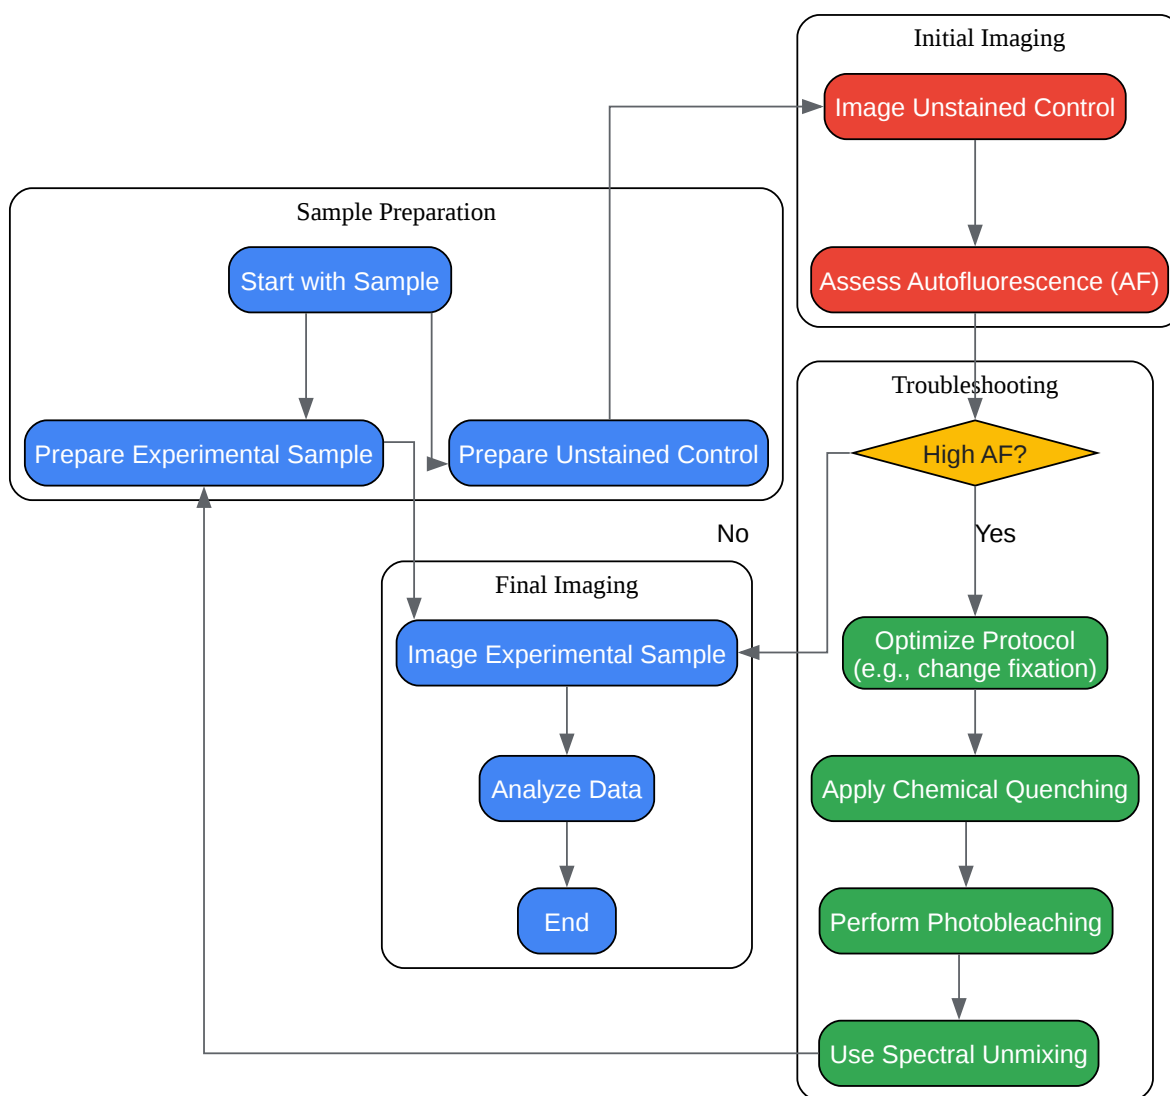 Initial Imaging
Image Unstained Control
Assess Autofluorescence (AF)
Sample Preparation
Start with Sample
Prepare Experimental Sample
Prepare Unstained Control
Troubleshooting
High AF?
No
Yes
Optimize Protocol
(e.g., change fixation)
Apply Chemical Quenching
Perform Photobleaching
Use Spectral Unmixing
Final Imaging
Image Experimental Sample
Analyze Data
End